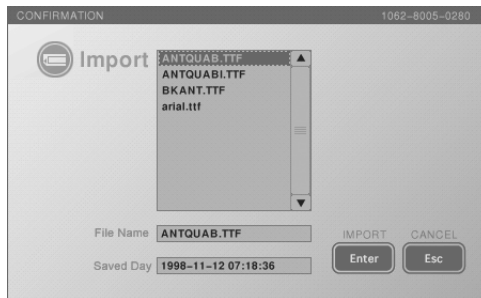 CONFIRMATION 1062-8005-0280
Import
ANTQUAB.TTF
ANTQUABI.TTF
BKANT.TTF
arial.ttf
File Name ANTQUAB.TTF
Saved Day 1998-11-12 07:18:36
IMPORT CANCEL
Enter Esc